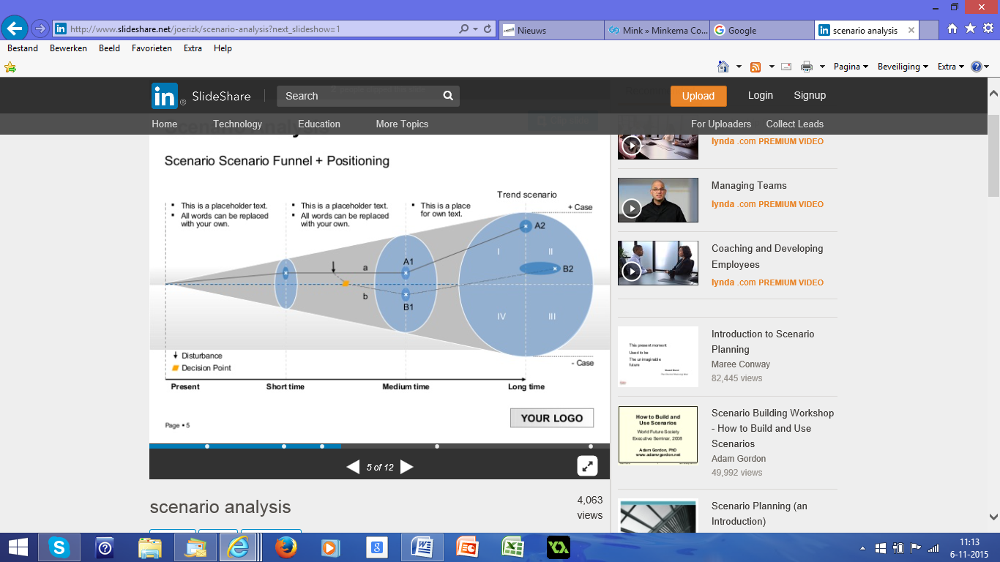 http://www.slideshare.net/joerizk/scenario-analysis?next_slideshow=1
Nieuws
Mink » Minkema Co...
Google
scenario analysis
Bestand Bewerken Beeld Favorieten Extra Help
Pagina Beveiliging Extra
in SlideShare
Search
Upload
Login
Signup
Home Technology Education More Topics
For Uploaders Collect Leads
Scenario Scenario Funnel + Positioning
Trend scenario
This is a placeholder text.
All words can be replaced
with your own.
This is a placeholder text.
All words can be replaced
with your own.
This is a place
for own text.
+ Case
A2
I
II
A1
a
B2
b
B1
IV
III
- Case
Disturbance
Decision Point
Present
Short time
Medium time
Long time
YOUR LOGO
Page • 5
5 of 12
scenario analysis
4,063
views
lynda .com PREMIUM VIDEO
Managing Teams
lynda .com PREMIUM VIDEO
Coaching and Developing
Employees
lynda .com PREMIUM VIDEO
This present moment
Used to be
The unimaginable
future
Introduction to Scenario
Planning
Maree Conway
82,445 views
How to Build and
Use Scenarios
World Future Society
Executive Seminar, 2008
Adam Gordon, PhD
www.adamvgordon.net
Scenario Building Workshop
- How to Build and Use
Scenarios
Adam Gordon
49,992 views
Scenario Planning (an
Introduction)
11:13
6-11-2015